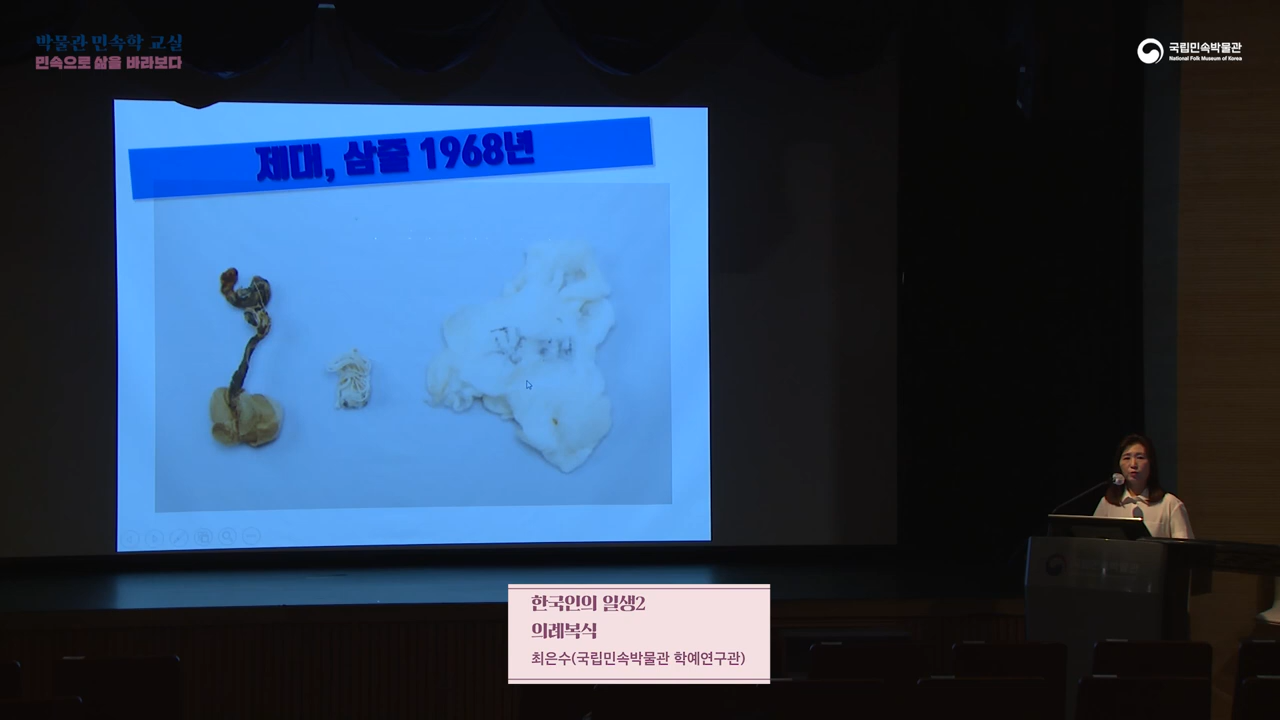 박물관 민속학 교실
민속으로 삶을 바라보다
국립민속박물관
National Folk Museum of Korea
제대, 삼줄 1968년
한국인의 일생2
의례복식
최은수(국립민속박물관 학예연구관)